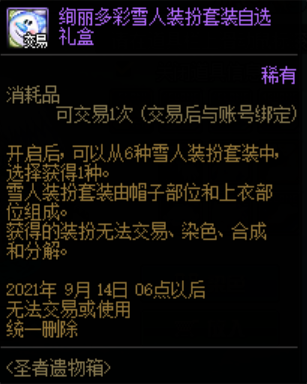 绚丽多彩雪人装扮套装自选
礼盒
交易
稀有
消耗品
可交易1次 (交易后与账号绑定)
开启后, 可以从6种雪人装扮套装中,
选择获得1种。
雪人装扮套装由帽子部位和上衣部
位组成。
获得的装扮无法交易、染色、合成
和分解。
2021年 9月 14日 06点以后
无法交易或使用
统一删除
<圣者遗物箱>